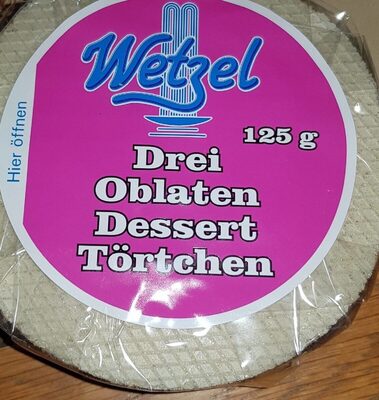 Wetzel
Hier öffnen
125 g
Drei
Oblaten
Dessert
Törtchen